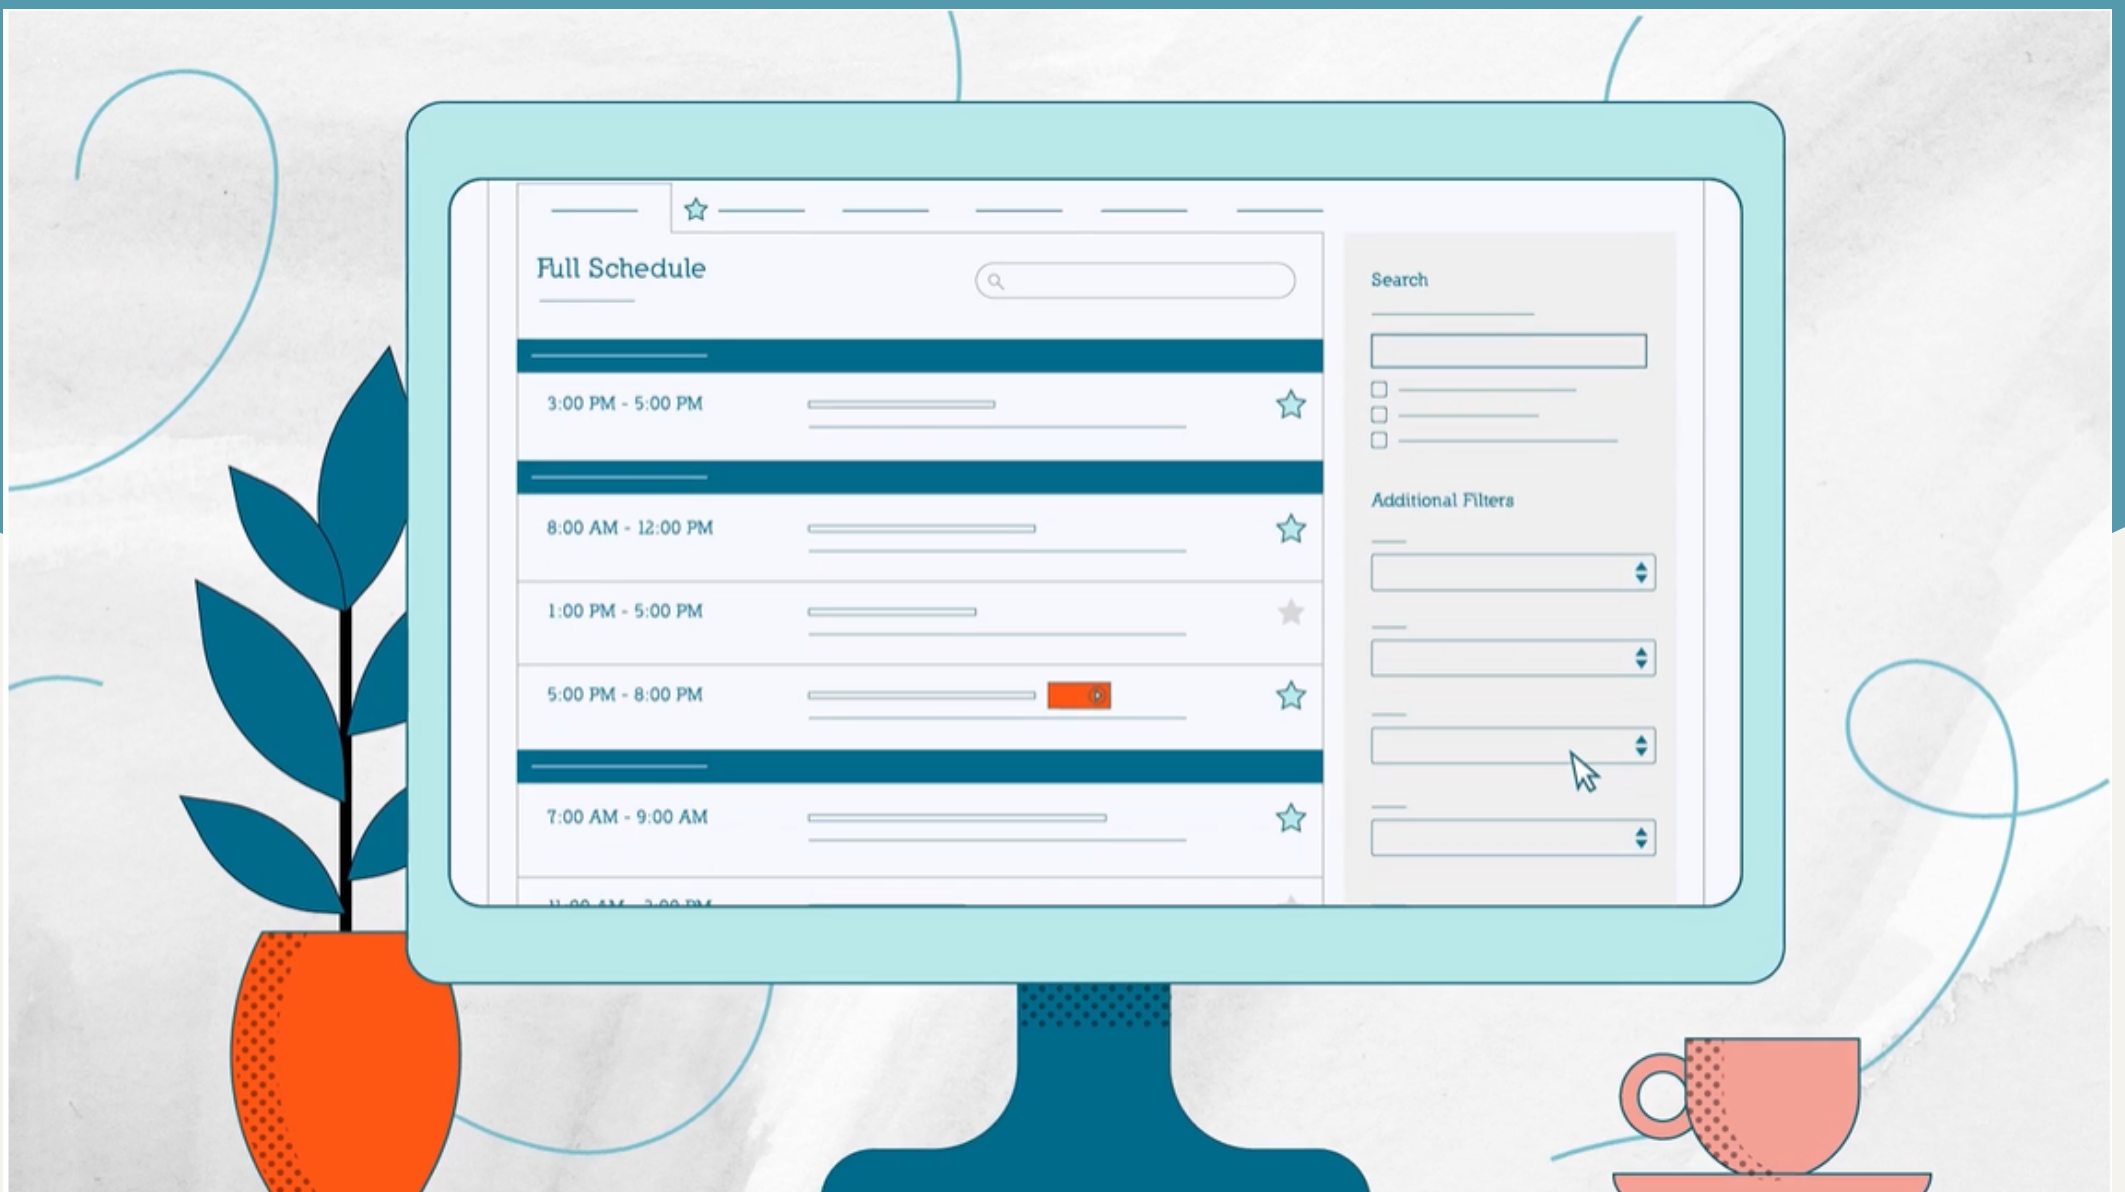 Full Schedule
Search
3:00 PM - 5:00 PM
8:00 AM - 12:00 PM
Additional Filters
1:00 PM - 5:00 PM
5:00 PM - 8:00 PM
7:00 AM - 9:00 AM